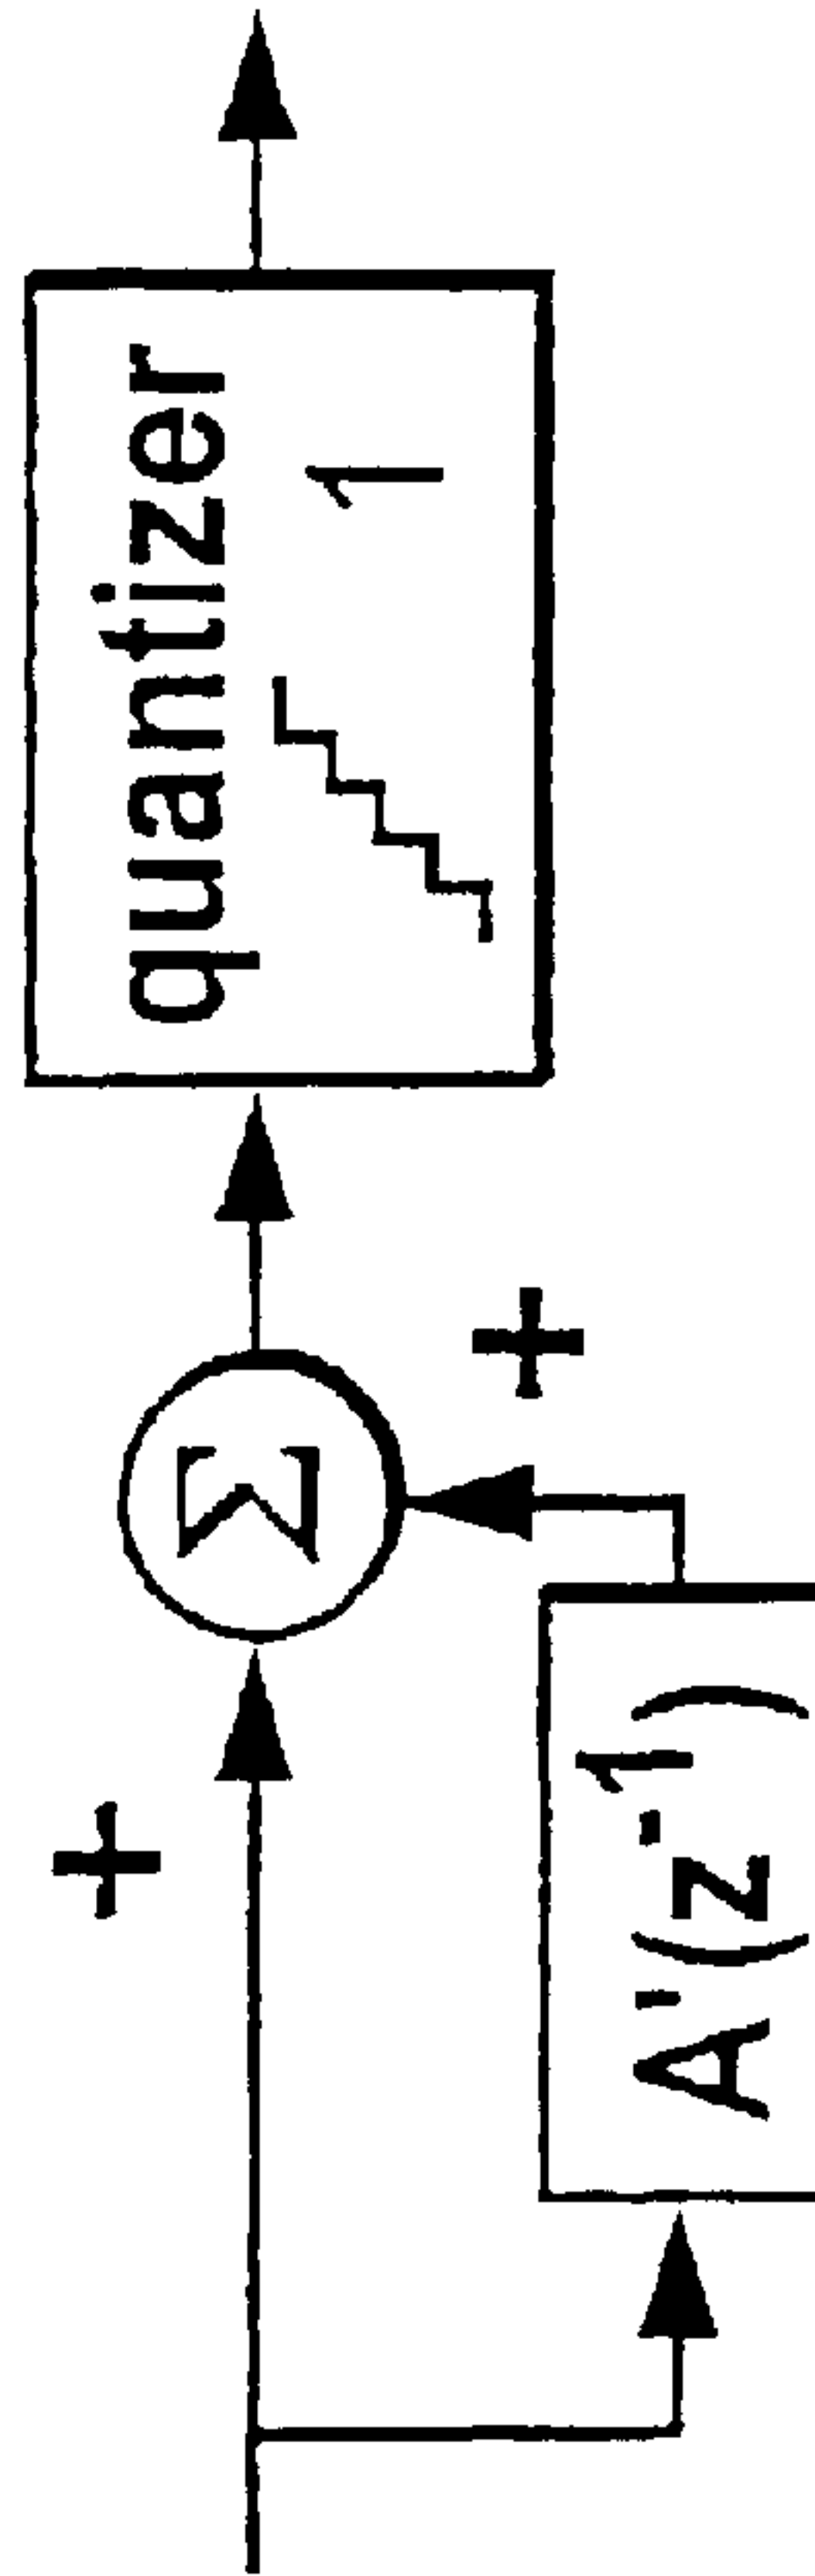 +
Σ
+
A'(z⁻¹)
quantizer
1